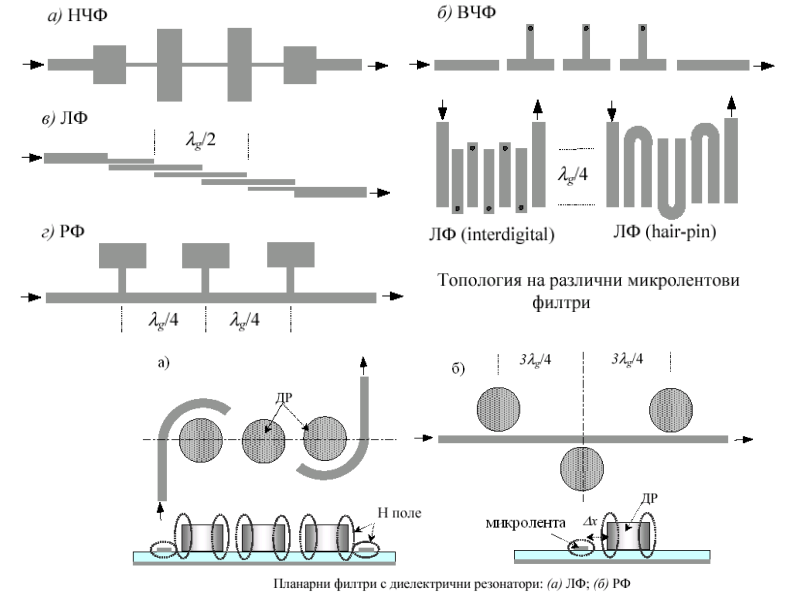 а) НЧФ
б) ВЧФ
в) ЛФ
λg/2
λg/4
ЛФ (interdigital)
ЛФ (hair-pin)
г) РФ
λg/4
λg/4
Топология на различни микролентови
филтри
а)
ДР
Н поле
б)
3λg/4
3λg/4
ДР
микролента
Δx
Планарни филтри с диелектрични резонатори: (а) ЛФ; (б) РФ